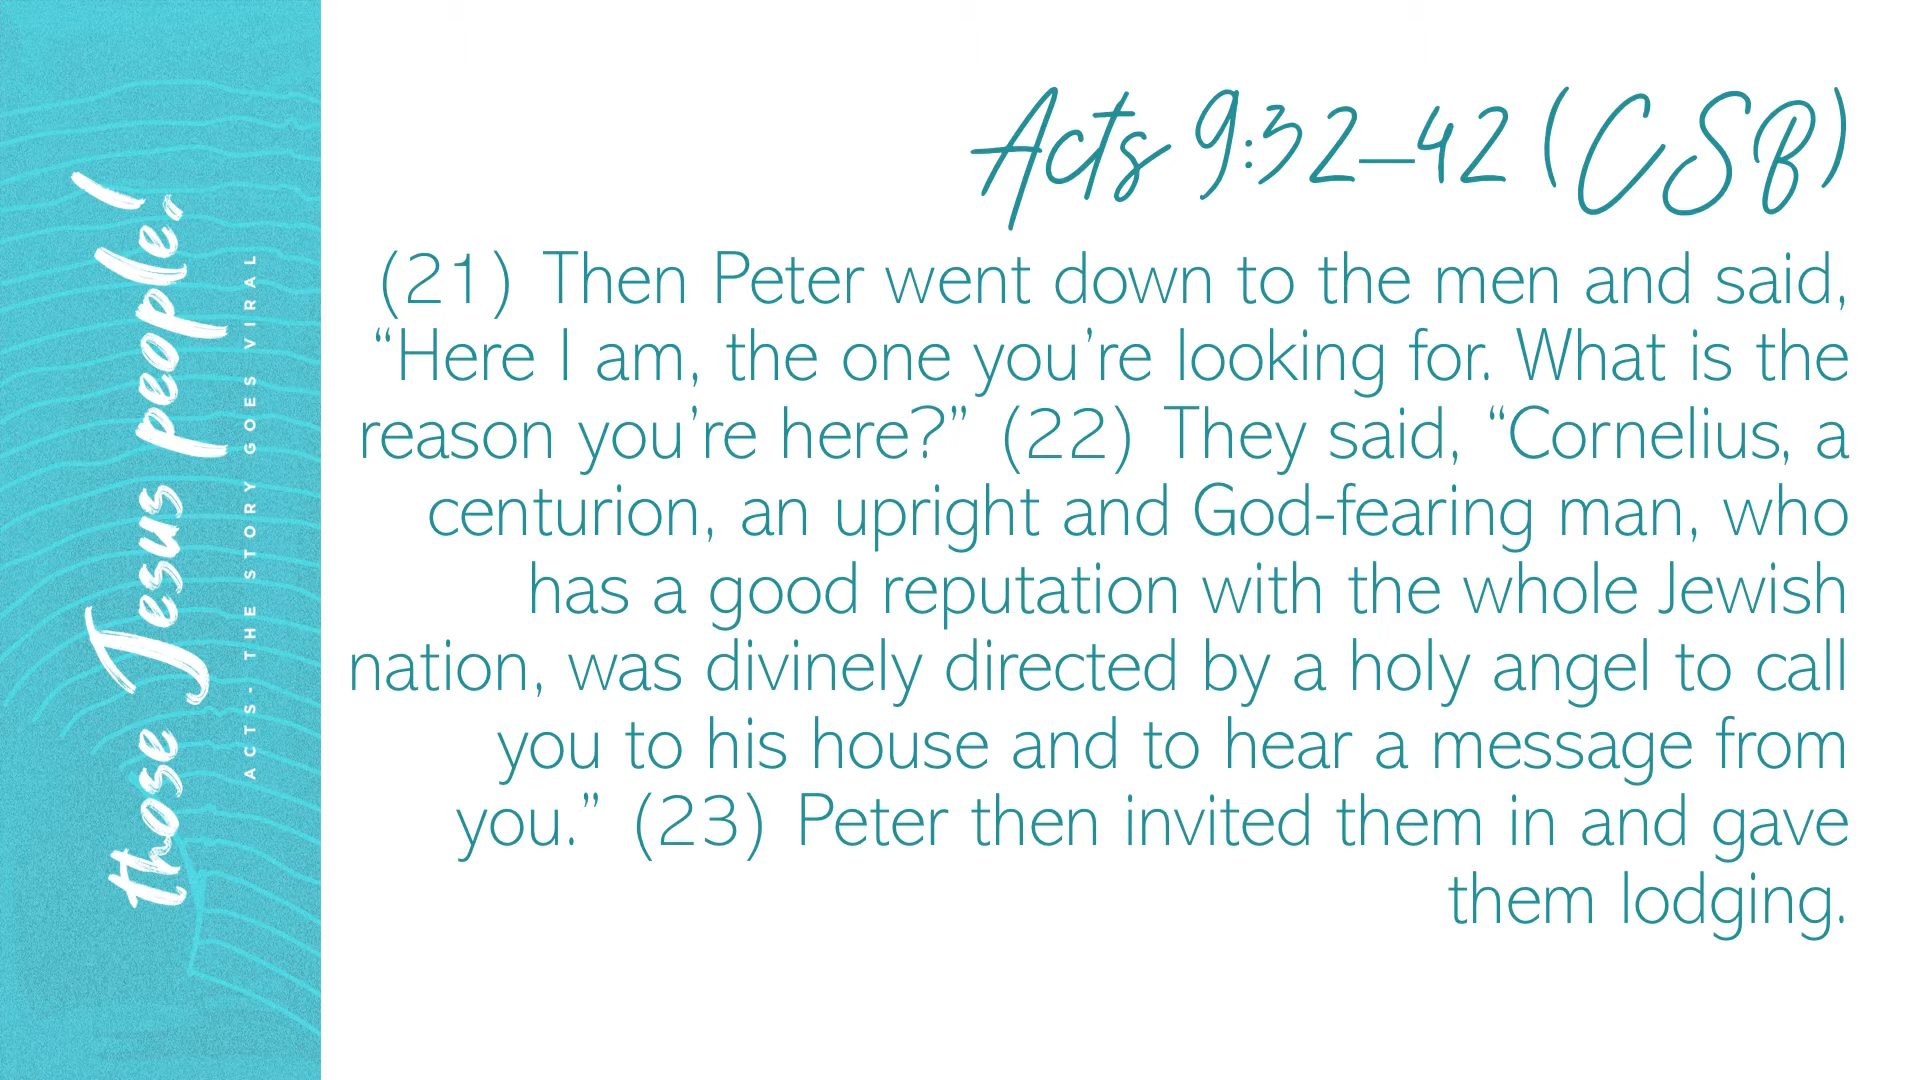 those Jesus people!
ACTS- THE STORY GOES VIRAL
Acts 9:32–42 (CSB)
(21) Then Peter went down to the men and said,
“Here I am, the one you’re looking for. What is the
reason you’re here?” (22) They said, “Cornelius, a
centurion, an upright and God-fearing man, who
has a good reputation with the whole Jewish
nation, was divinely directed by a holy angel to call
you to his house and to hear a message from
you.” (23) Peter then invited them in and gave
them lodging.